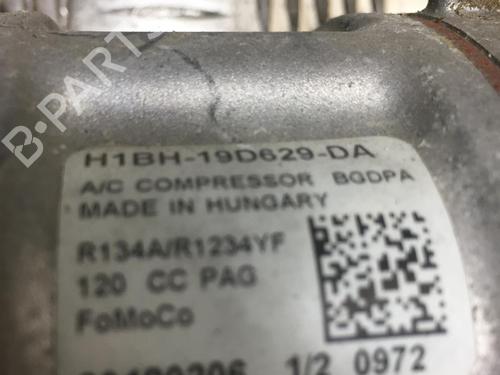 B-PARTS
H1BH-19D629-DA
A/C COMPRESSOR BGDPA
MADE IN HUNGARY
R134A/R1234YF
120 CC PAG
FoMoCo
1/2 0972